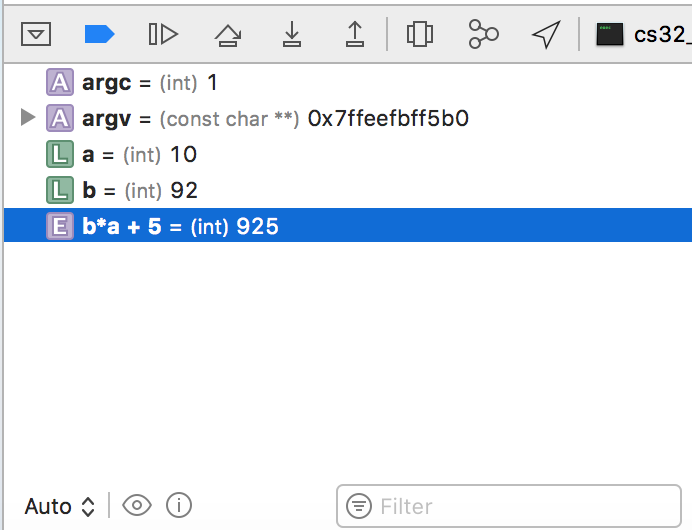 cs32_
A argc = (int) 1
A argv = (const char **) 0x7ffeefbff5b0
L a = (int) 10
L b = (int) 92
E b*a + 5 = (int) 925
Auto Filter